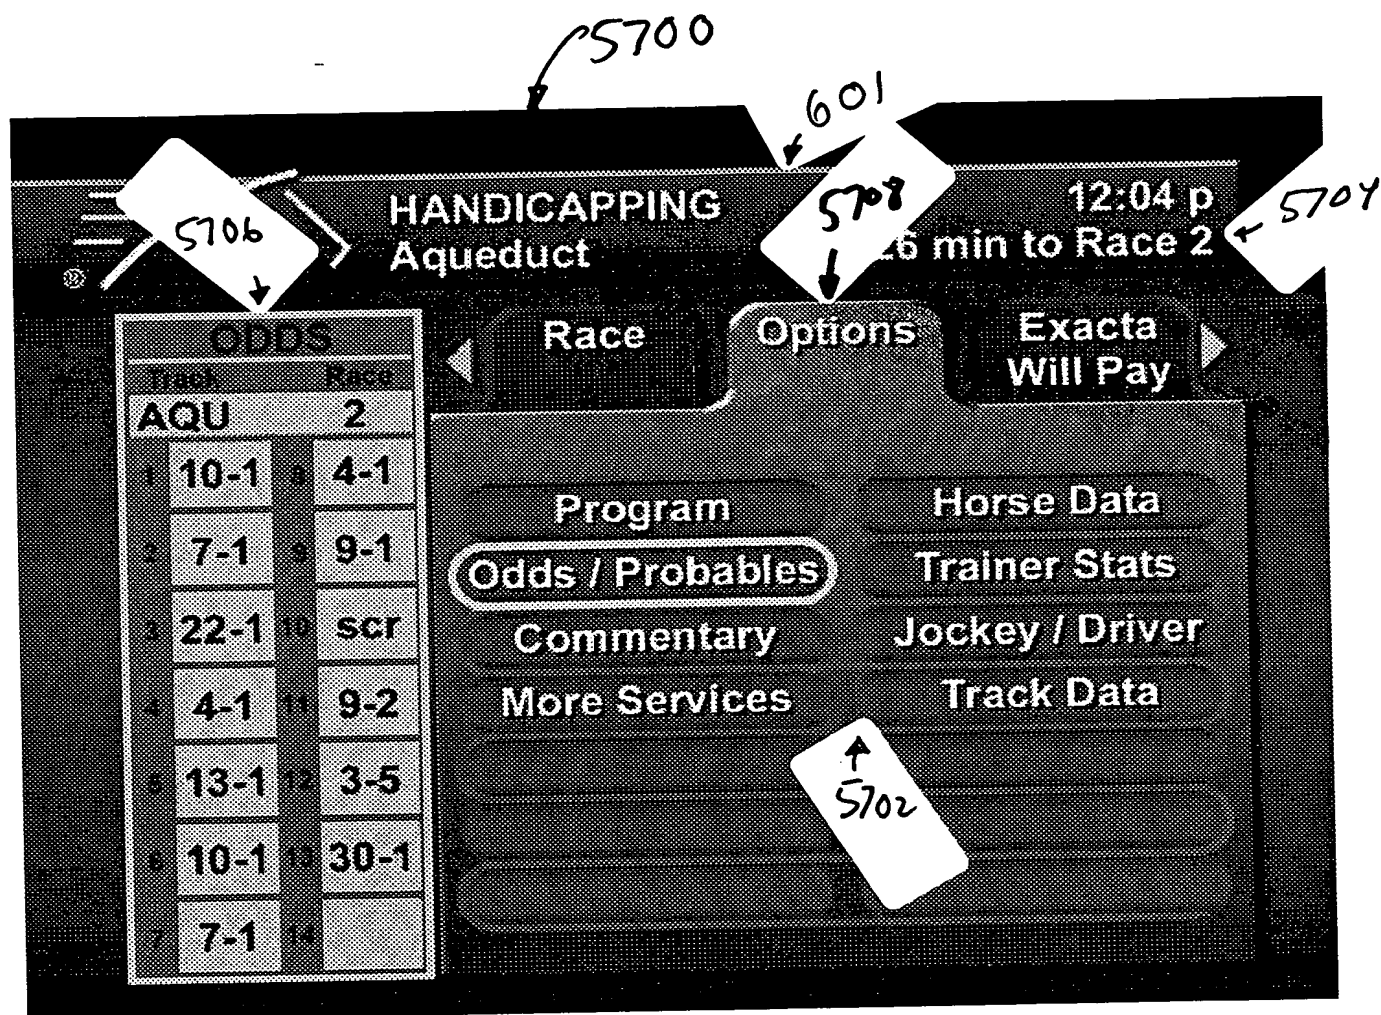 5700
601
5706
5708
5704
HANDICAPPING
Aqueduct
12:04 p
26 min to Race 2
ODDS
Track Race
AQU 2
1 10-1 8 4-1
2 7-1 9 9-1
3 22-1 10 scr
4 4-1 11 9-2
5 13-1 12 3-5
6 10-1 13 30-1
7 7-1 14
Race
Options
Exacta
Will Pay
Program
Horse Data
Odds / Probables
Trainer Stats
Commentary
Jockey / Driver
More Services
Track Data
5702